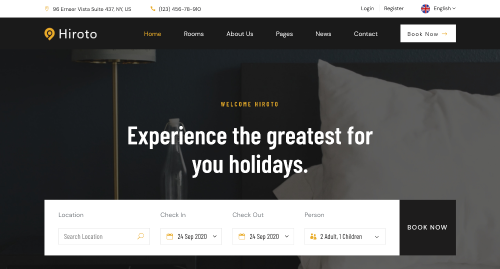 96 Ernser Vista Suite 437, NY, US
(123) 456-78-910
Login
Register
English
Hiroto
Home
Rooms
About Us
Pages
News
Contact
Book Now →
WELCOME HIROTO
Experience the greatest for
you holidays.
Location
Check In
Check Out
Person
Search Location
24 Sep 2020
24 Sep 2020
2 Adult, 1 Children
BOOK NOW